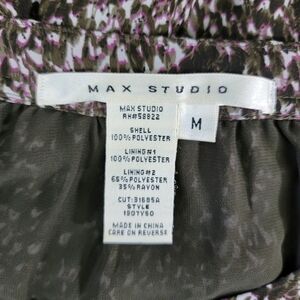 MAX STUDIO
M
MAX STUDIO
RN#58822
SHELL
100% POLYESTER
LINING#1
100% POLYESTER
LINING#2
65% POLYESTER
35% RAYON
CUT:31685A
STYLE
1307Y60
MADE IN CHINA
CARE ON REVERSE